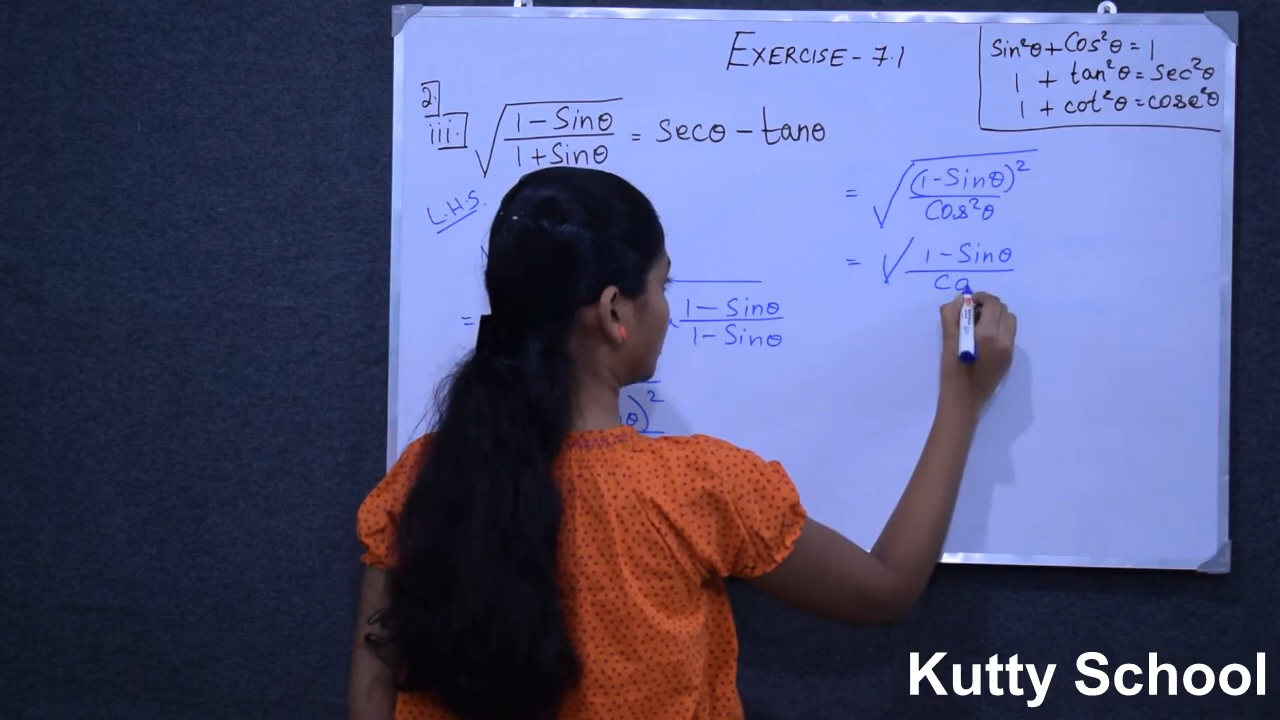 EXERCISE - 7.1
sin²θ + cos²θ = 1
1 + tan²θ = sec²θ
1 + cot²θ = cosec²θ
2.
iii. √(1 - Sinθ / 1 + Sinθ) = secθ - tanθ
L.H.S.
= 1 - Sinθ / 1 - Sinθ
θ)²
= √((1 - Sinθ)² / Cos²θ)
= √ 1 - Sinθ / Co
Kutty School